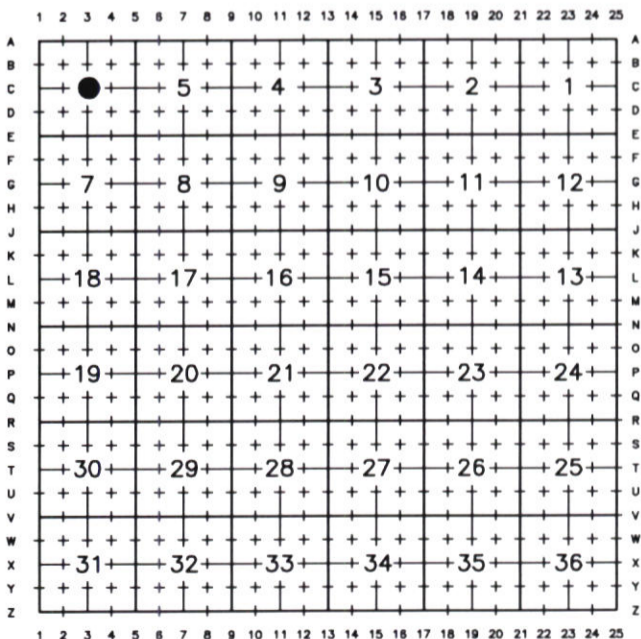 1 2 3 4 5 6 7 8 9 10 11 12 13 14 15 16 17 18 19 20 21 22 23 24 25
A A
B B
C 5 4 3 2 1 C
D D
E E
F F
G 7 8 9 10 11 12 G
H H
J J
K K
L 18 17 16 15 14 13 L
M M
N N
O O
P 19 20 21 22 23 24 P
Q Q
R R
S S
T 30 29 28 27 26 25 T
U U
V V
W W
X 31 32 33 34 35 36 X
Y Y
Z Z
1 2 3 4 5 6 7 8 9 10 11 12 13 14 15 16 17 18 19 20 21 22 23 24 25